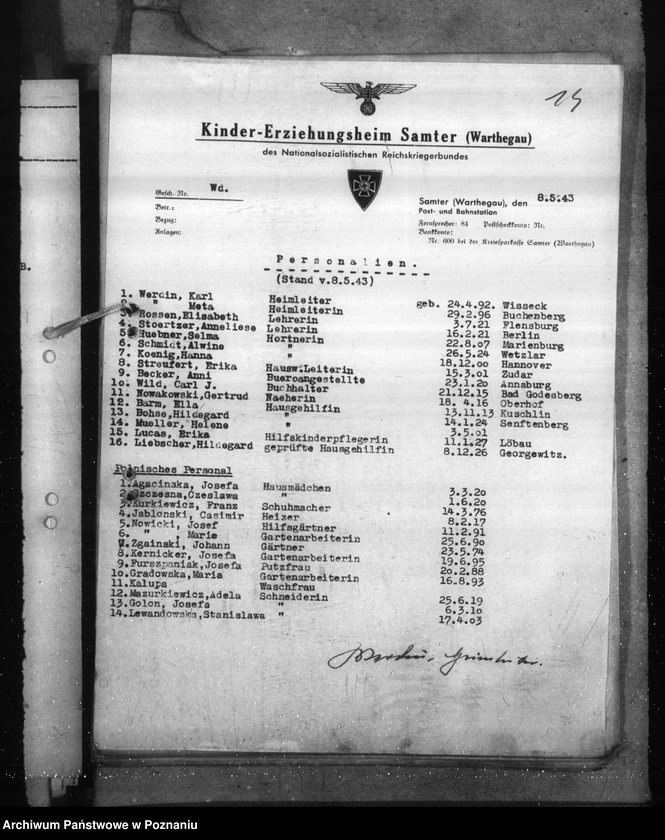 14
Kinder-Erziehungsheim Samter (Warthegau)
des Nationalsozialistischen Reichskriegerbundes
Gesch.-Nr. Wd.
Betr.:
Bezug:
Anlagen:
Samter (Warthegau), den 8.5.43
Post- und Bahnstation
Fernsprecher: 84 Postscheckkonto: Nr.
Bankkonto:
Nr. 600 bei der Kreissparkasse Samter (Warthegau)
B.
Personalien.
(Stand v.8.5.43)
1. Werdin, Karl Heimleiter geb. 24.4.92. Wisseck
2. " Meta Heimleiterin 29.2.96 Buchenberg
3. Rossen,Elisabeth Lehrerin 3.7.21 Flensburg
4. Stoertzer,Anneliese Lehrerin 16.2.21 Berlin
5. Huebner,Selma Hortnerin 22.8.07 Marienburg
6. Schmidt,Alwine " 26.5.24 Wetzlar
7. Koenig,Hanna " 18.12.00 Hannover
8. Streufert, Erika Hausw.Leiterin 15.3.01 Zudar
9. Becker, Anni Bueroangestellte 23.1.20 Annaburg
10. Wild, Carl J. Buchhalter 21.12.15 Bad Godesberg
11. Nowakowski,Gertrud Naeherin 18. 4.16 Oberhof
12. Barm, Ella Hausgehilfin 13.11.13 Kuschlin
13. Bohse,Hildegard " 14.1.24 Senftenberg
14. Mueller, Helene " 3.5.01
15. Lucas, Erika Hilfskinderpflegerin 11.1.27 Löbau
16. Liebscher,Hildegard geprüfte Hausgehilfin 8.12.26 Georgewitz.
Polnisches Personal
1.Agacinska, Josefa Hausmädchen 3.3.20
2.Szczesna,Czeslawa " 1.6.20
3.Kurkiewicz, Franz Schuhmacher 14.3.76
4.Jablonski, Casimir Heizer 8.2.17
5.Nowicki, Josef Hilfsgärtner 11.2.91
6. " , Marie Gartenarbeiterin 25.6.90
7.Zgainski, Johann Gärtner 23.5.74
8.Kernicker, Josefa Gartenarbeiterin 19.6.95
9.Furszpaniak,Josefa Putzfrau 20.2.88
10.Gradowska,Maria Gartenarbeiterin 16.8.93
11.Kalupa Waschfrau
12.Mazurkiewicz,Adela Schneiderin 25.6.19
13.Golon, Josefa " 6.3.10
14.Lewandowska,Stanislawa " 17.4.03
Werdin, Heimleiter.
Archiwum Państwowe w Poznaniu